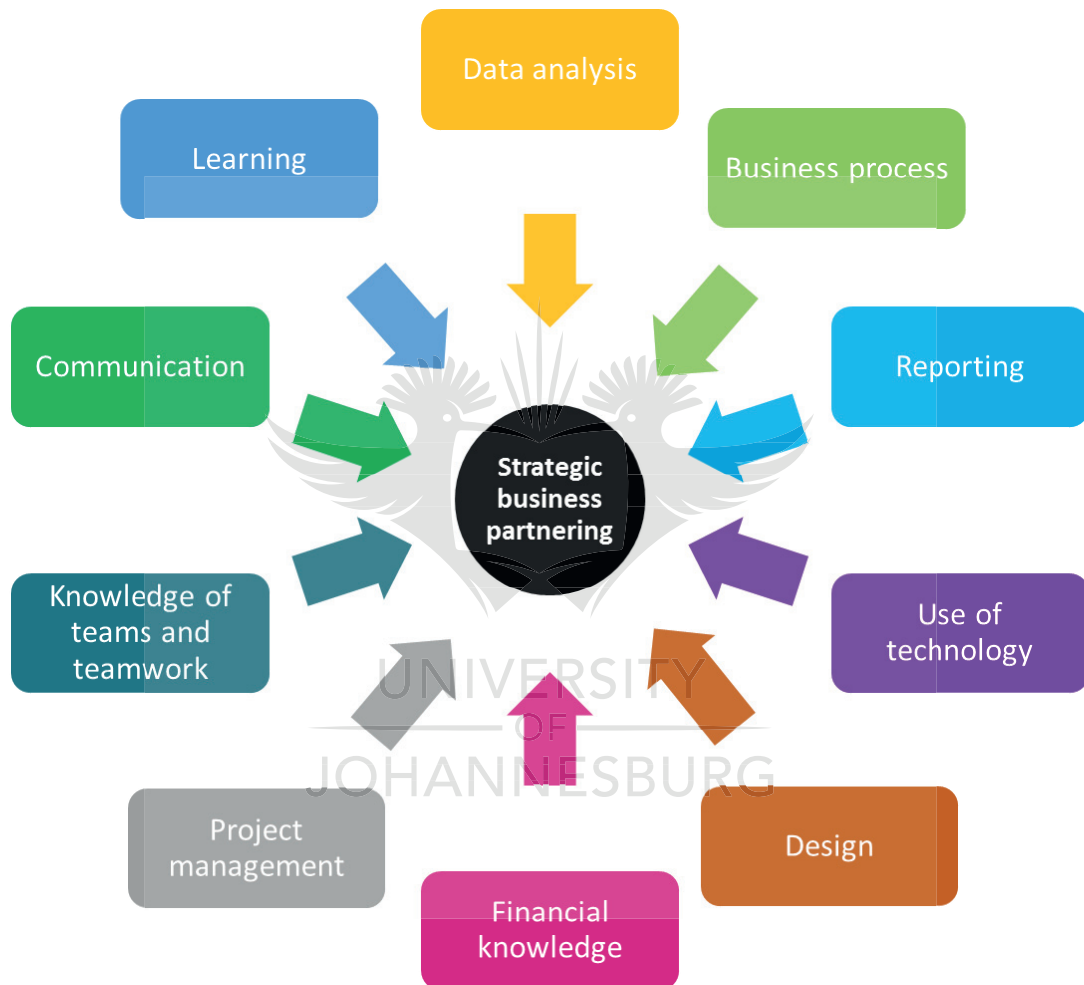 Data analysis
Learning
Business process
Communication
Reporting
Strategic
business
partnering
Knowledge of
teams and
teamwork
Use of
technology
UNIVERSITY
OF
JOHANNESBURG
Project
management
Design
Financial
knowledge